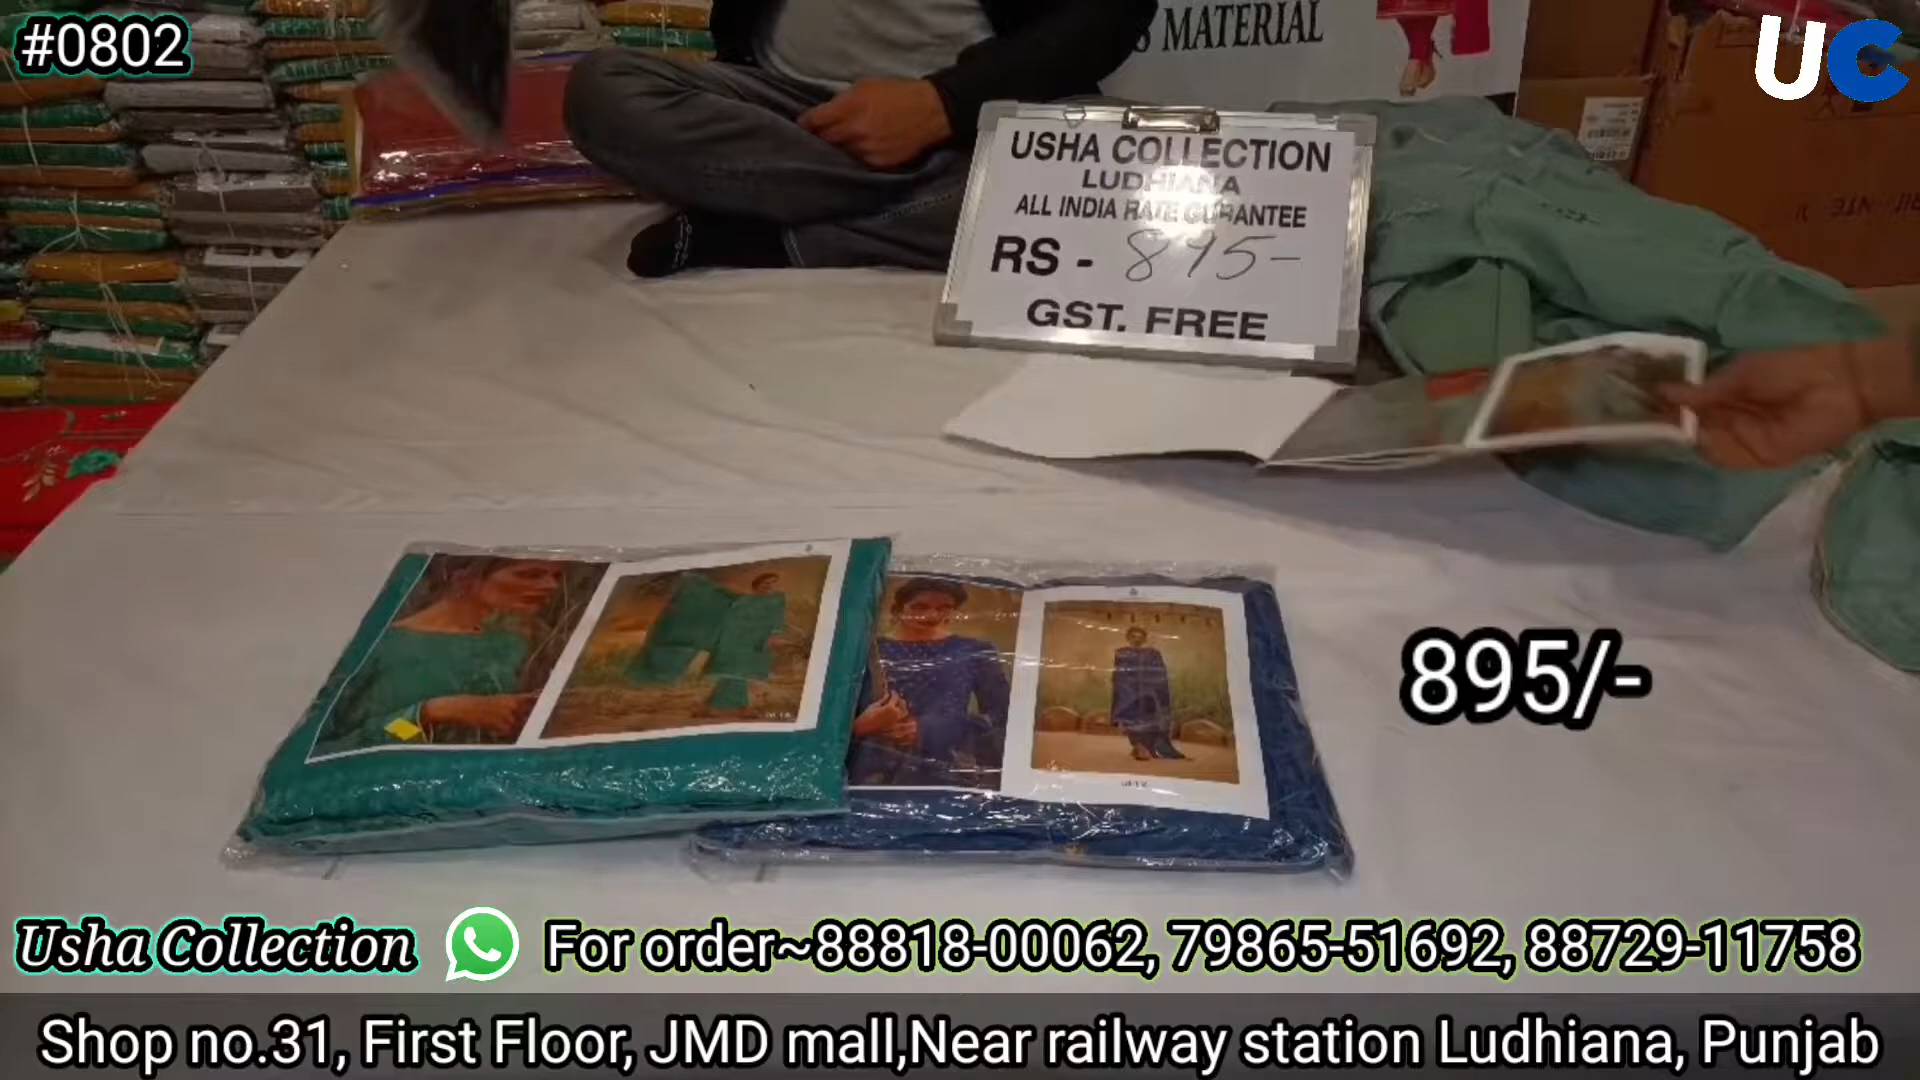 #0802
UC
S MATERIAL
USHA COLLECTION
LUDHIANA
ALL INDIA RATE GURANTEE
RS - 895-
GST. FREE
895/-
Usha Collection For order~88818-00062, 79865-51692, 88729-11758
Shop no.31, First Floor, JMD mall,Near railway station Ludhiana, Punjab